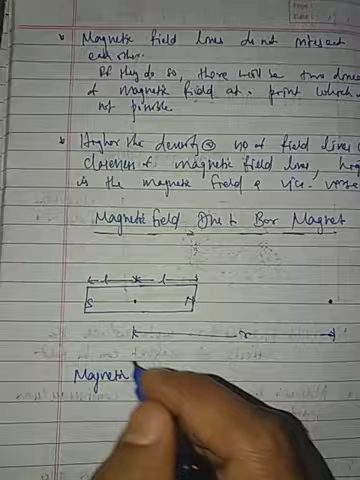 Magnetic field lines do not intersect
each other.
If they do so, there will be two
of magnetic field at a point which
not possible
Higher the density no of field lines
closeness of magnetic field lines,
is the magnetic field & vice-versa
Magnetic field Due to Bar Magnet
l l
S N
r
Magnetic